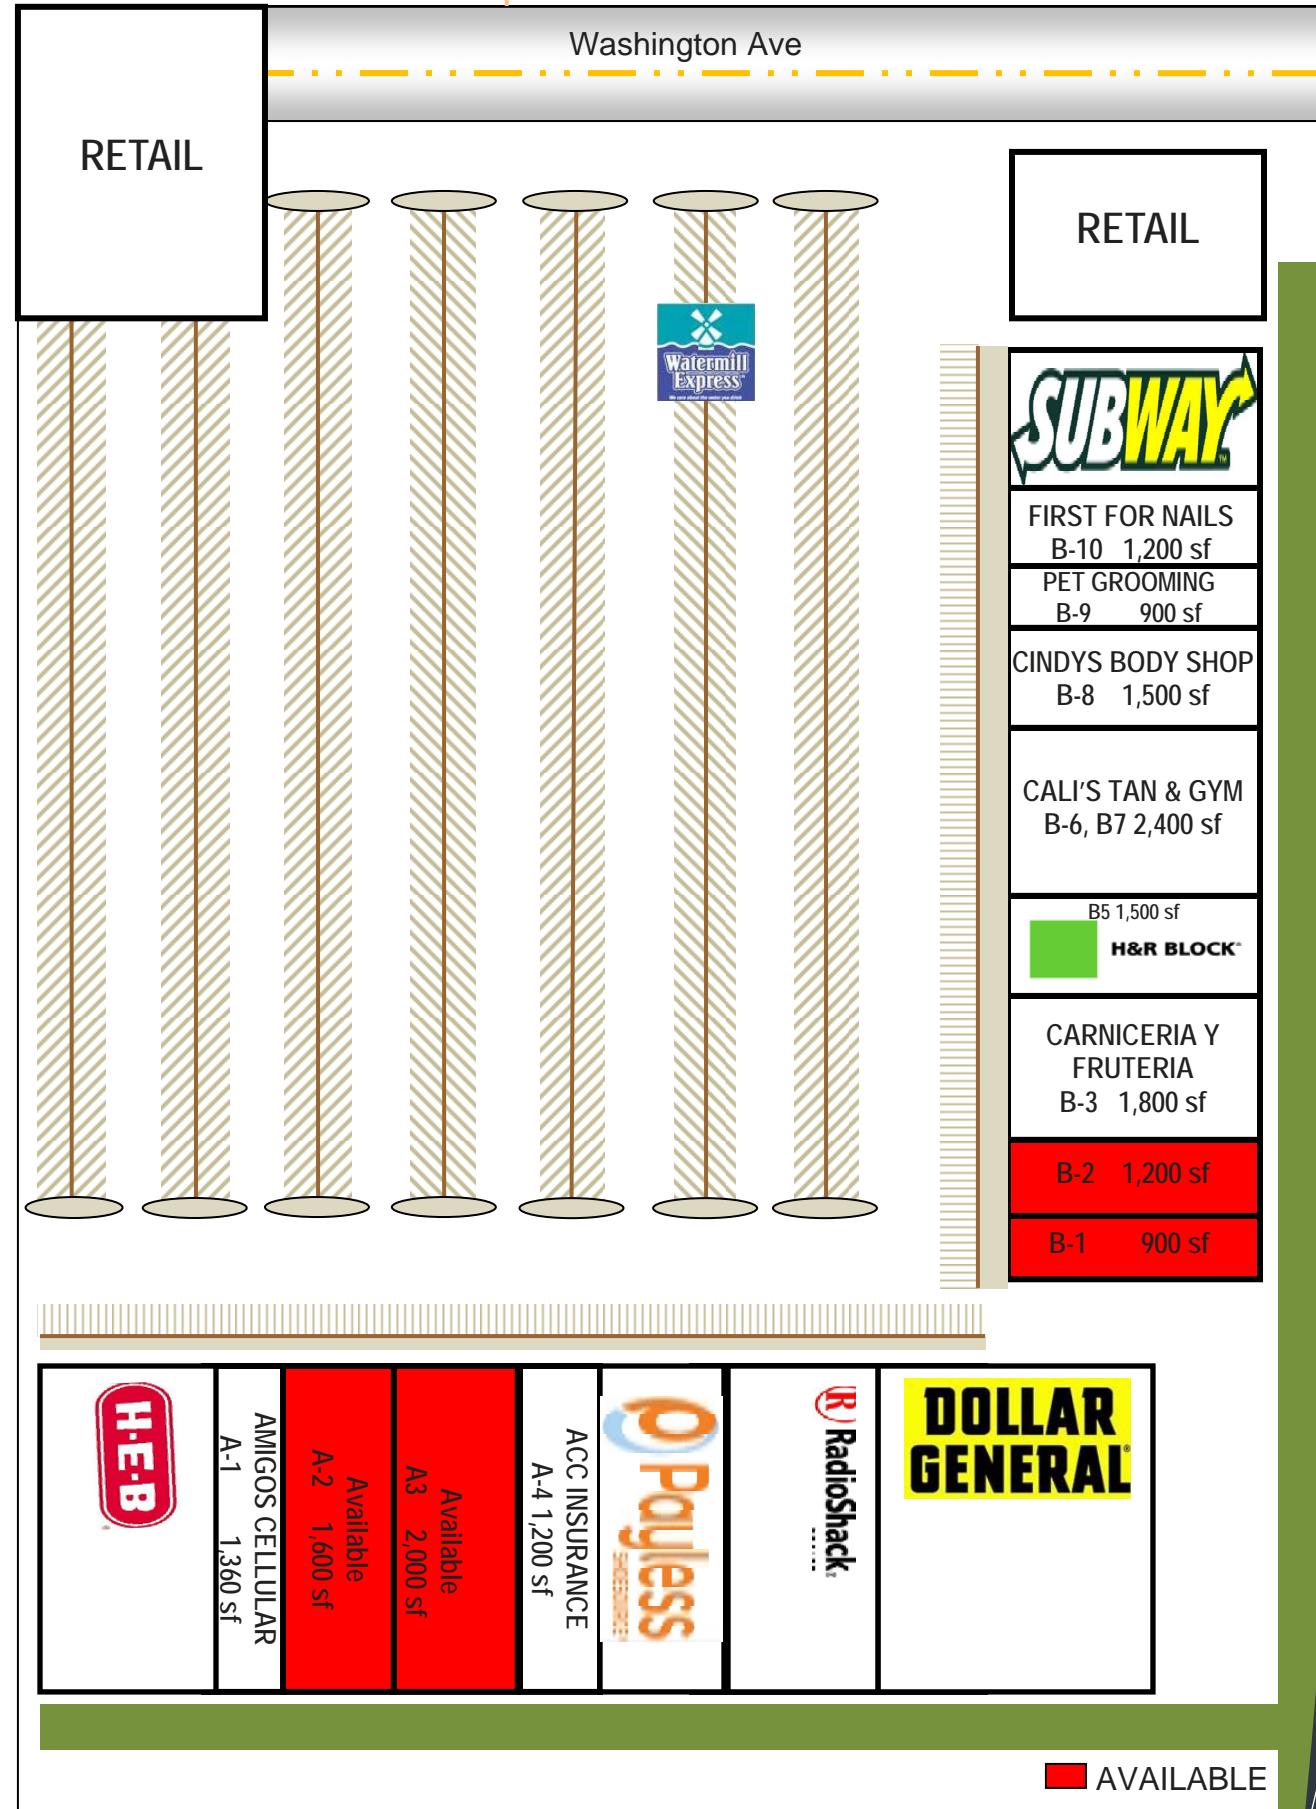 Washington Ave
RETAIL
RETAIL
Watermill
Express
SUBWAY
FIRST FOR NAILS
B-10 1,200 sf
PET GROOMING
B-9 900 sf
CINDYS BODY SHOP
B-8 1,500 sf
CALI'S TAN & GYM
B-6, B7 2,400 sf
B5 1,500 sf
H&R BLOCK
CARNICERIA Y
FRUTERIA
B-3 1,800 sf
B-2 1,200 sf
B-1 900 sf
H-E-B
AMIGOS CELLULAR
A-1 1,360 sf
Available
A-2 1,600 sf
Available
A3 2,000 sf
ACC INSURANCE
A-4 1,200 sf
Payless
RadioShack
DOLLAR
GENERAL
AVAILABLE